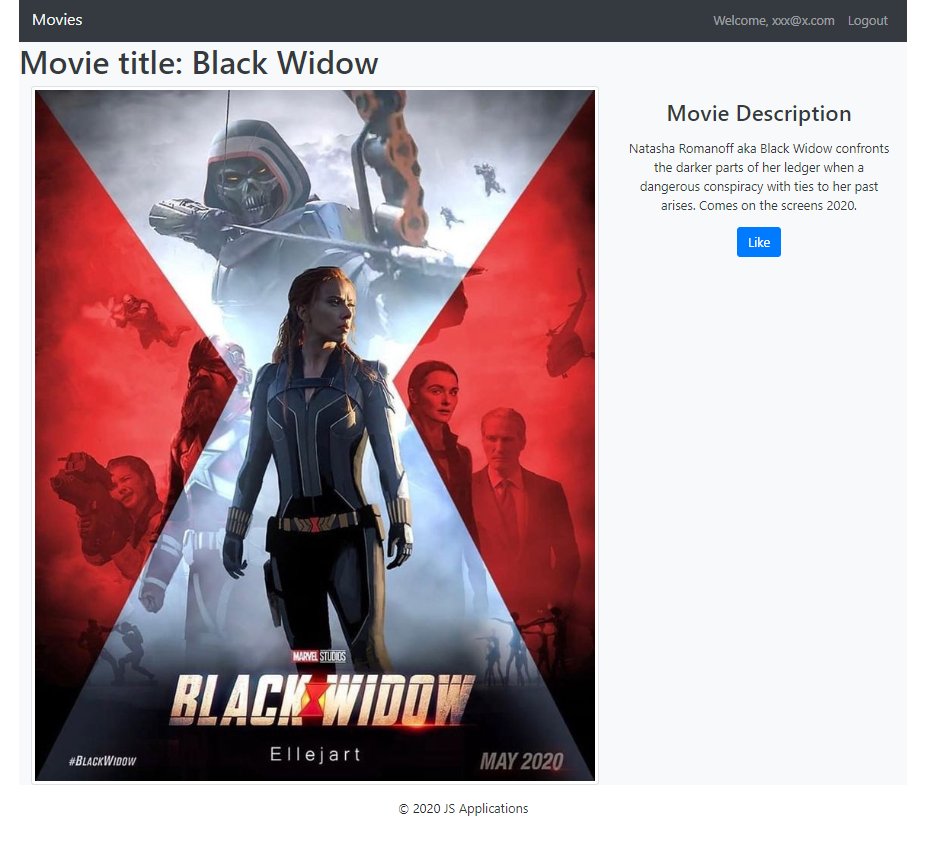 Movies
Welcome, xxx@x.com Logout
Movie title: Black Widow
Movie Description
Natasha Romanoff aka Black Widow confronts
the darker parts of her ledger when a
dangerous conspiracy with ties to her past
arises. Comes on the screens 2020.
Like
MARVEL STUDIOS
BLACK WIDOW
Ellejart
#BLACKWIDOW
MAY 2020
© 2020 JS Applications